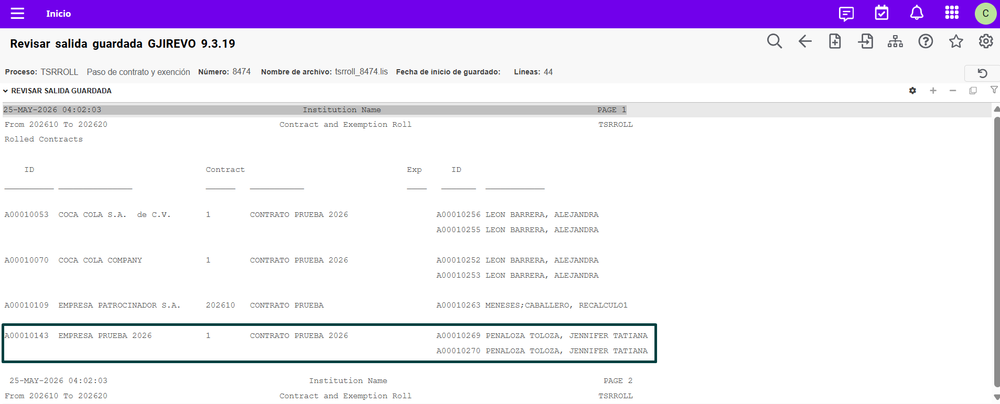 Inicio
C
Revisar salida guardada GJIREVO 9.3.19
Proceso: TSRROLL Paso de contrato y exención Número: 8474 Nombre de archivo: tsrroll_8474.lis Fecha de inicio de guardado: Líneas: 44
REVISAR SALIDA GUARDADA
25-MAY-2026 04:02:03 Institution Name PAGE 1
From 202610 To 202620 Contract and Exemption Roll TSRROLL
Rolled Contracts
ID Contract Exp ID
A00010053 COCA COLA S.A. de C.V. 1 CONTRATO PRUEBA 2026 A00010256 LEON BARRERA, ALEJANDRA
A00010255 LEON BARRERA, ALEJANDRA
A00010070 COCA COLA COMPANY 1 CONTRATO PRUEBA 2026 A00010252 LEON BARRERA, ALEJANDRA
A00010253 LEON BARRERA, ALEJANDRA
A00010109 EMPRESA PATROCINADOR S.A. 202610 CONTRATO PRUEBA A00010263 MENESES;CABALLERO, RECALCULO1
A00010143 EMPRESA PRUEBA 2026 1 CONTRATO PRUEBA 2026 A00010269 PENALOZA TOLOZA, JENNIFER TATIANA
A00010270 PENALOZA TOLOZA, JENNIFER TATIANA
25-MAY-2026 04:02:03 Institution Name PAGE 2
From 202610 To 202620 Contract and Exemption Roll TSRROLL